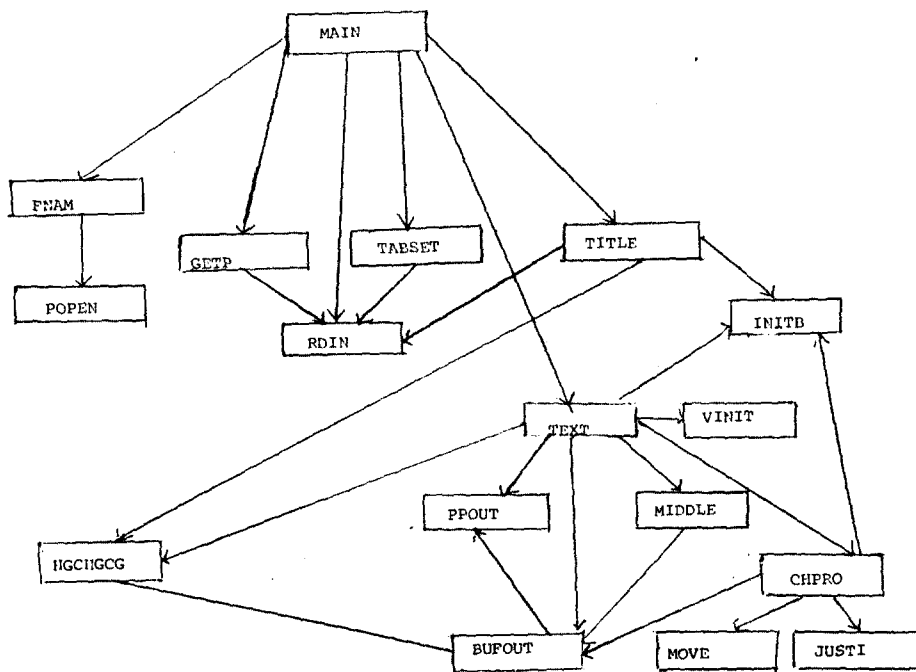 MAIN
FNAM
GETP
TABSET
TITLE
POPEN
RDIN
INITB
TEXT
VINIT
PPOUT
MIDDLE
HGCHGCG
CHPRO
BUFOUT
MOVE
JUSTI